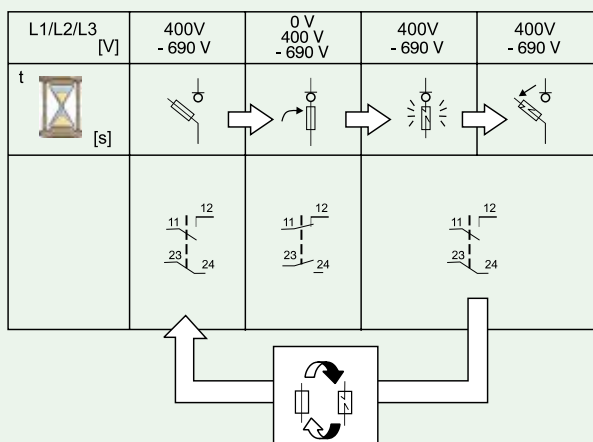 L1/L2/L3
[V]
400V
- 690 V
0 V
400 V
- 690 V
400V
- 690 V
400V
- 690 V
t
[s]
11
12
23
24
11
12
23
24
11
12
23
24